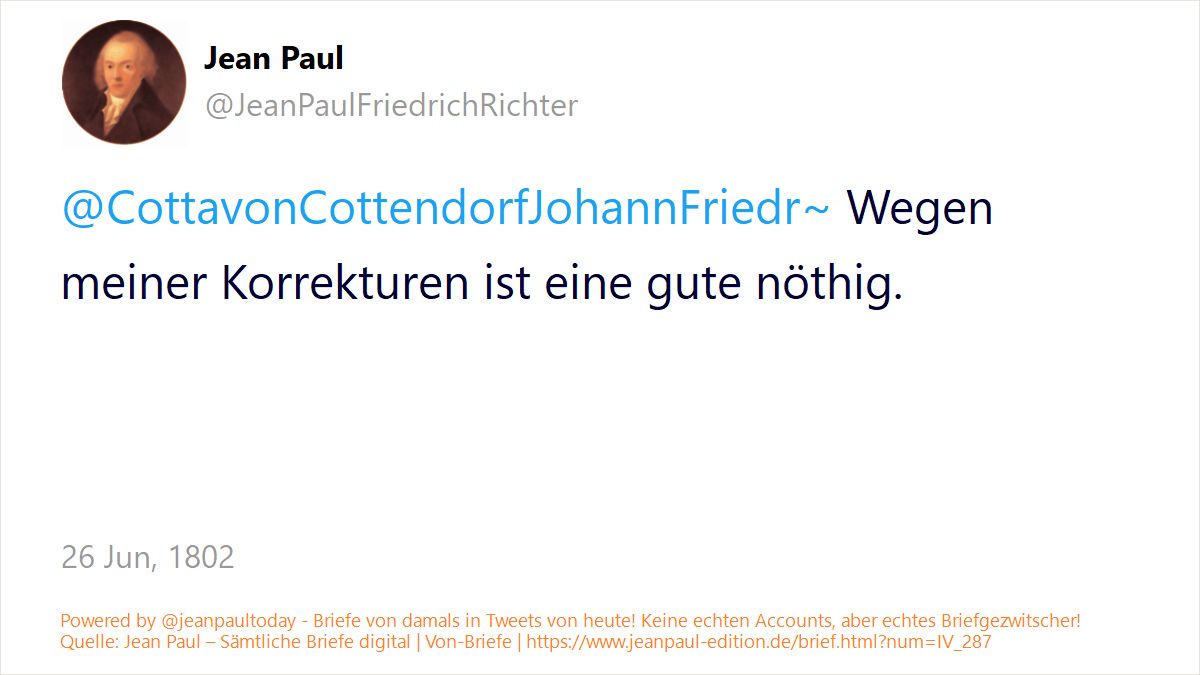 Jean Paul
@JeanPaulFriedrichRichter
@CottavonCottendorfJohannFriedr~ Wegen
meiner Korrekturen ist eine gute nöthig.
26 Jun, 1802
Powered by @jeanpaultoday - Briefe von damals in Tweets von heute! Keine echten Accounts, aber echtes Briefgezwitscher!
Quelle: Jean Paul – Sämtliche Briefe digital | Von-Briefe | https://www.jeanpaul-edition.de/brief.html?num=IV_287